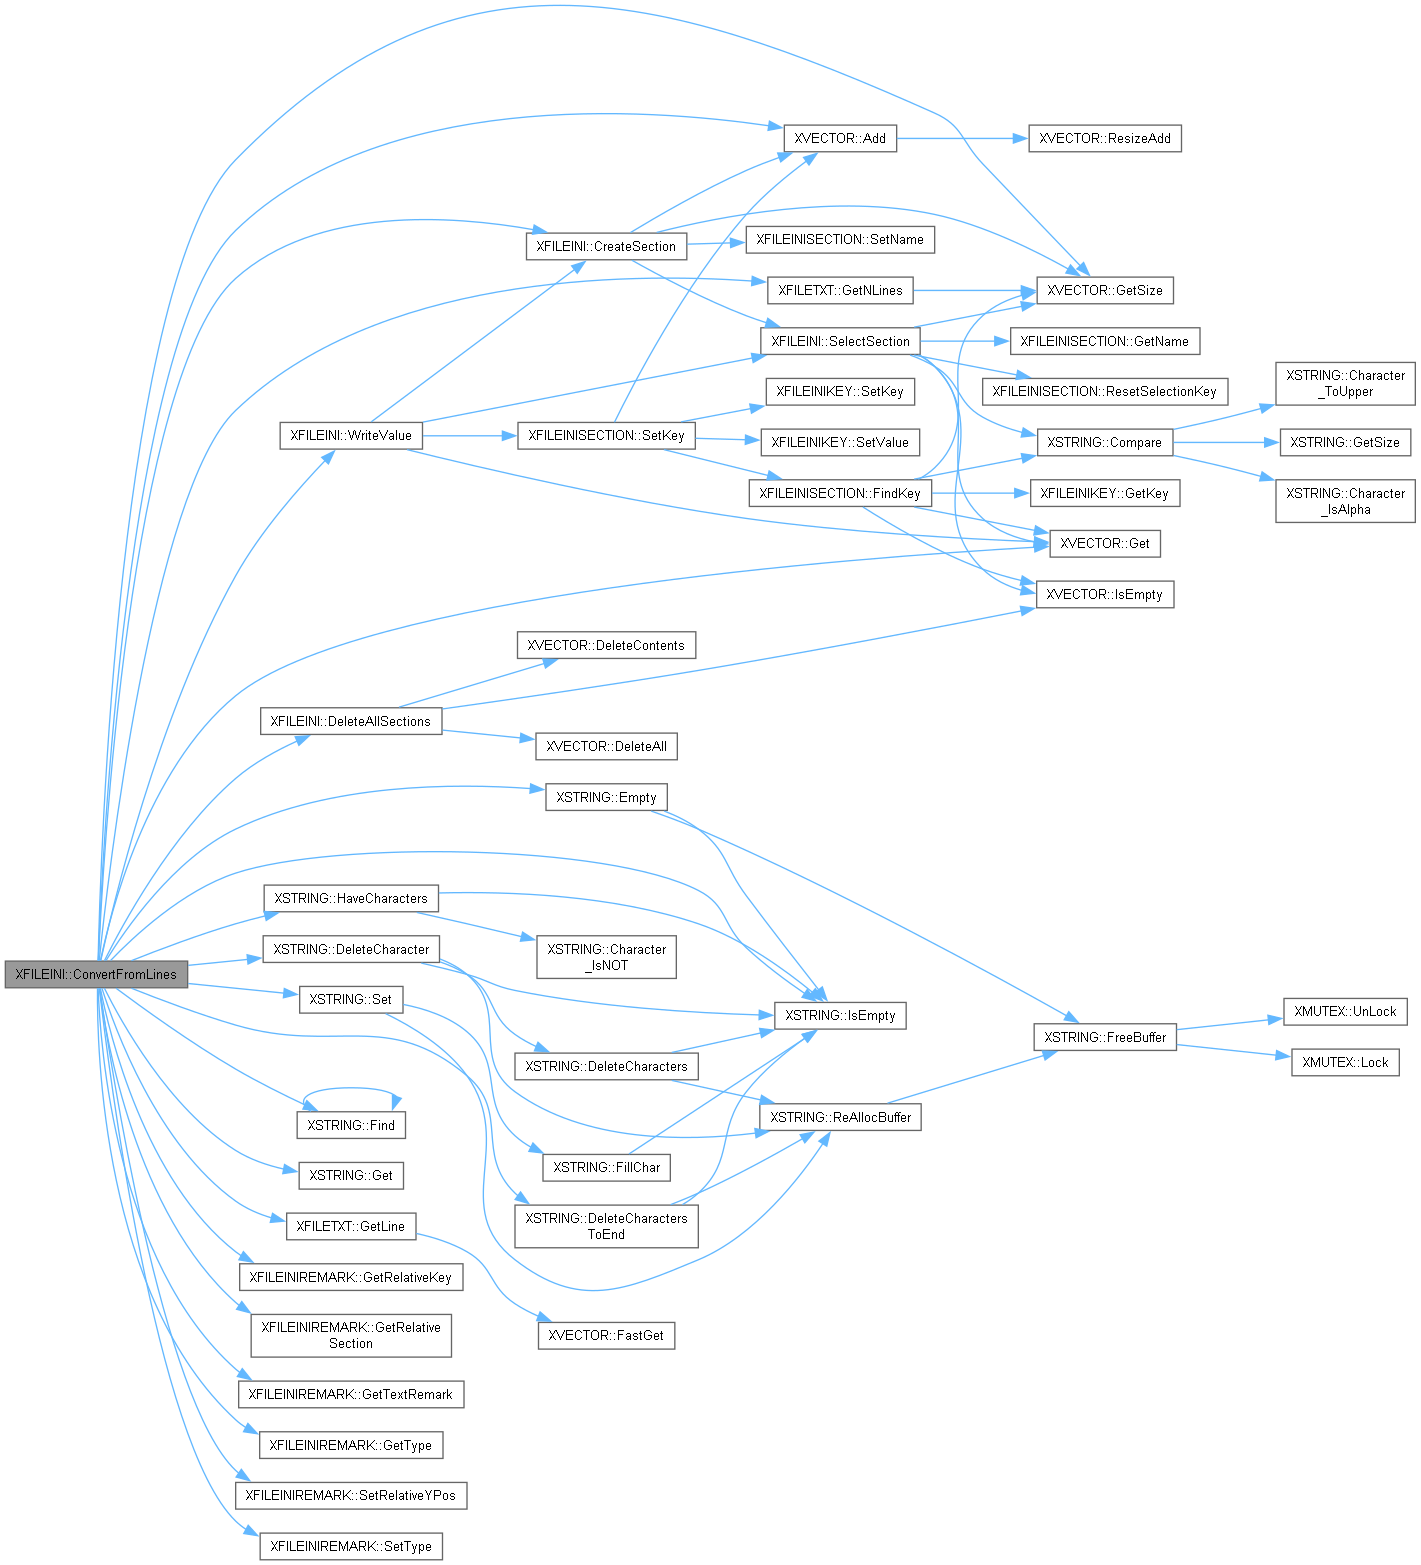 XVECTOR::Add
XVECTOR::ResizeAdd
XFILEINI::CreateSection
XFILEINISECTION::SetName
XFILETXT::GetNLines
XVECTOR::GetSize
XFILEINI::SelectSection
XFILEINISECTION::GetName
XFILEINISECTION::ResetSelectionKey
XSTRING::Character
_ToUpper
XFILEINIKEY::SetKey
XFILEINI::WriteValue
XFILEINISECTION::SetKey
XFILEINIKEY::SetValue
XSTRING::Compare
XSTRING::GetSize
XFILEINISECTION::FindKey
XFILEINIKEY::GetKey
XSTRING::Character
_IsAlpha
XVECTOR::Get
XVECTOR::IsEmpty
XVECTOR::DeleteContents
XFILEINI::DeleteAllSections
XVECTOR::DeleteAll
XSTRING::Empty
XSTRING::HaveCharacters
XSTRING::DeleteCharacter
XSTRING::Character
_IsNOT
XFILEINI::ConvertFromLines
XSTRING::Set
XSTRING::IsEmpty
XMUTEX::UnLock
XSTRING::FreeBuffer
XMUTEX::Lock
XSTRING::DeleteCharacters
XSTRING::ReAllocBuffer
XSTRING::Find
XSTRING::FillChar
XSTRING::Get
XFILETXT::GetLine
XSTRING::DeleteCharacters
ToEnd
XFILEINIREMARK::GetRelativeKey
XFILEINIREMARK::GetRelative
Section
XVECTOR::FastGet
XFILEINIREMARK::GetTextRemark
XFILEINIREMARK::GetType
XFILEINIREMARK::SetRelativeYPos
XFILEINIREMARK::SetType